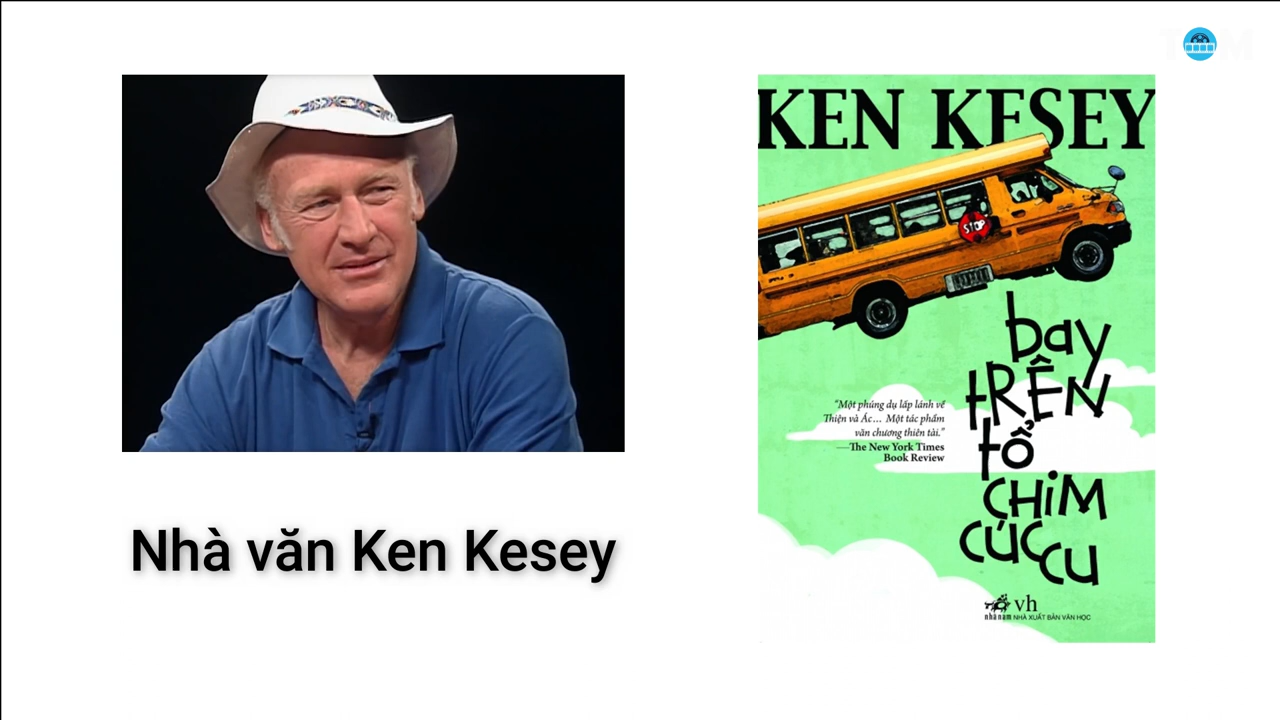 TOM
KEN KESEY
STOP
bay
tRÊN
tổ
CHiM
cúc
cu
“Một phúng dụ lấp lánh về
Thiện và Ác… Một tác phẩm
văn chương thiên tài.”
—The New York Times
Book Review
vh
nhã nam NHÀ XUẤT BẢN VĂN HỌC
Nhà văn Ken Kesey